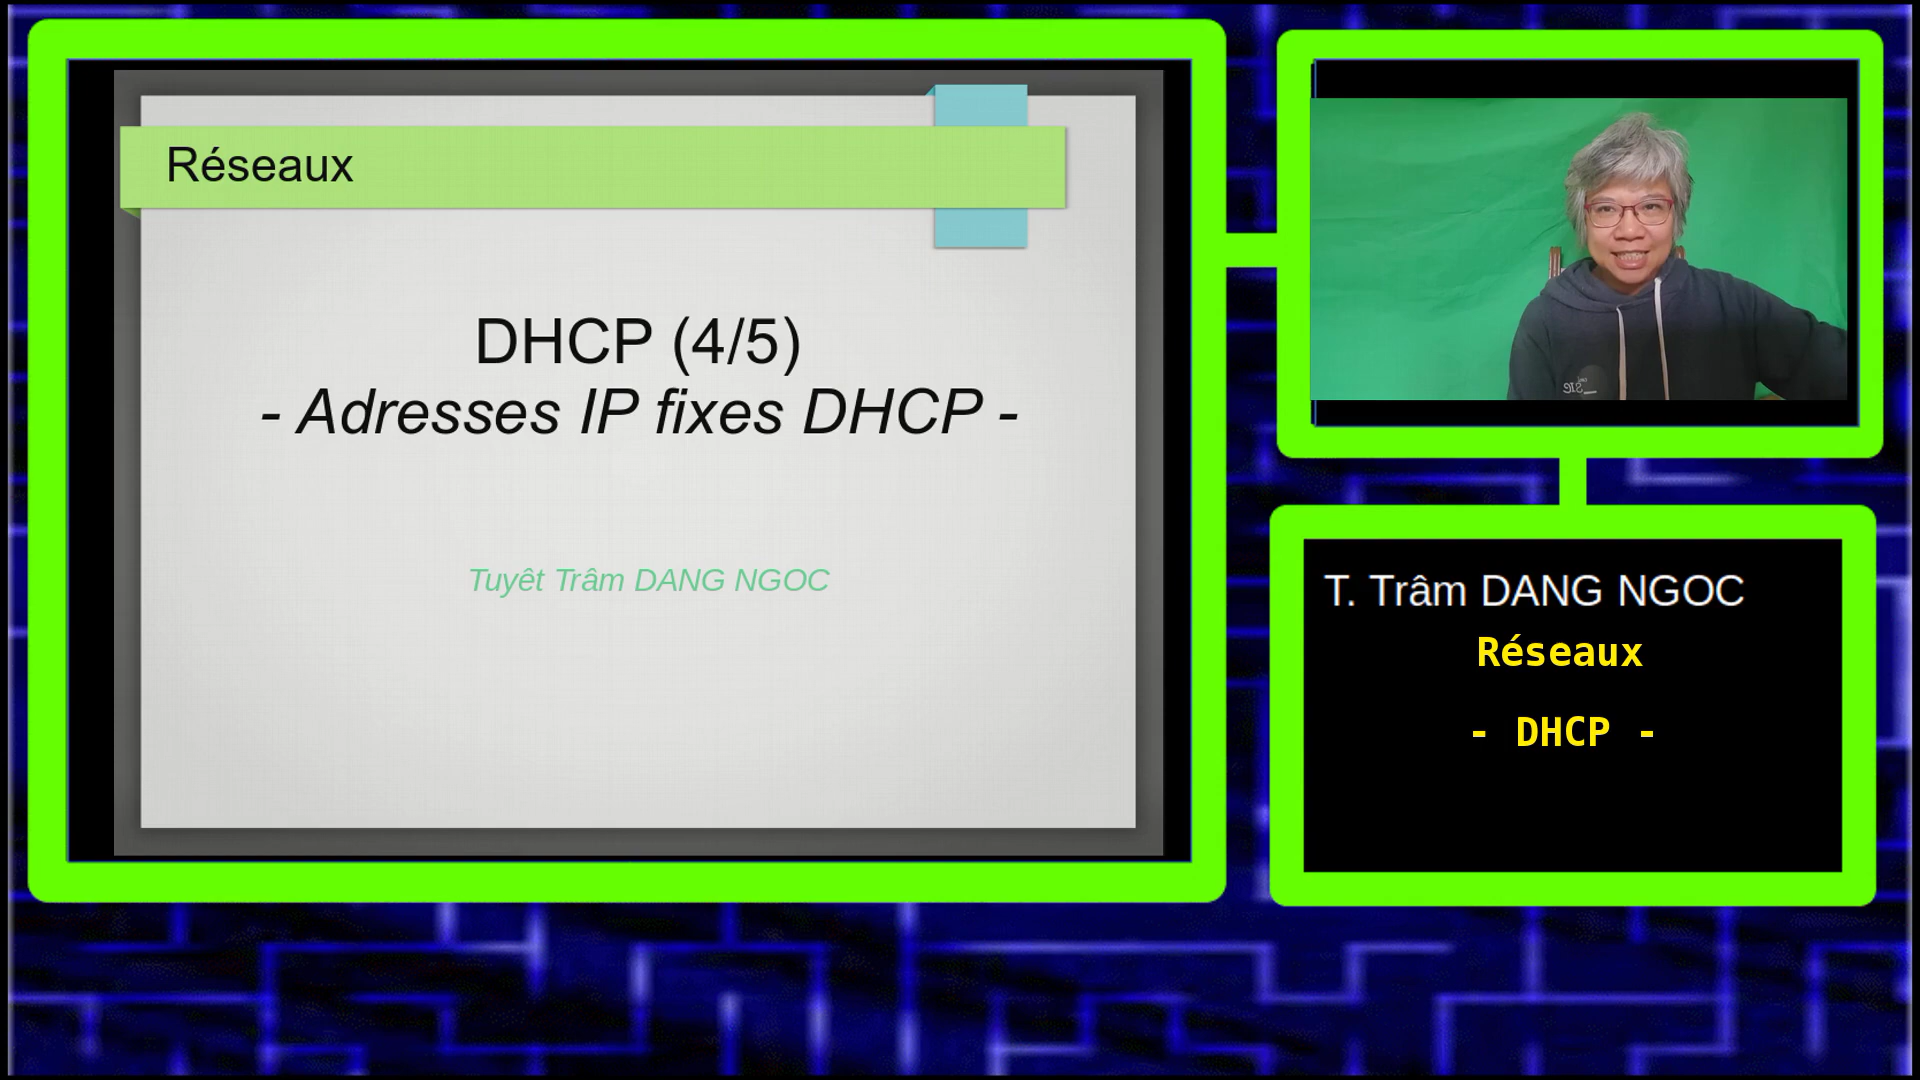 Réseaux
DHCP (4/5)
- Adresses IP fixes DHCP -
Tuyêt Trâm DANG NGOC
T. Trâm DANG NGOC
Réseaux
- DHCP -